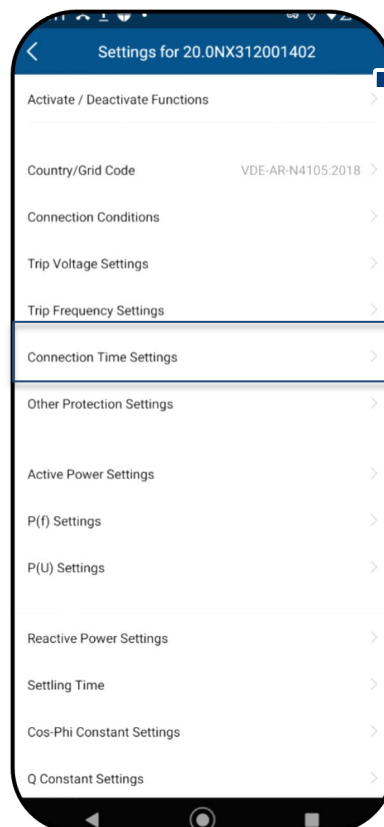 Settings for 20.0NX312001402
Activate / Deactivate Functions
Country/Grid Code VDE-AR-N4105:2018
Connection Conditions
Trip Voltage Settings
Trip Frequency Settings
Connection Time Settings
Other Protection Settings
Active Power Settings
P(f) Settings
P(U) Settings
Reactive Power Settings
Settling Time
Cos-Phi Constant Settings
Q Constant Settings